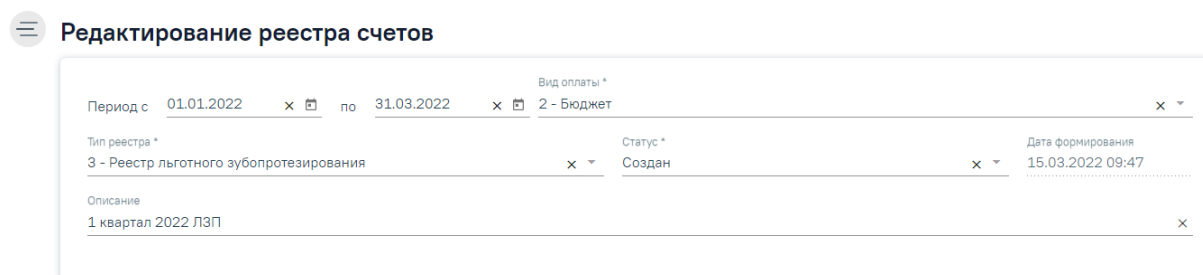 Редактирование реестра счетов
Вид оплаты *
Период с 01.01.2022 по 31.03.2022 2 - Бюджет
Тип реестра * Статус * Дата формирования
3 - Реестр льготного зубопротезирования Создан 15.03.2022 09:47
Описание
1 квартал 2022 ЛЗП